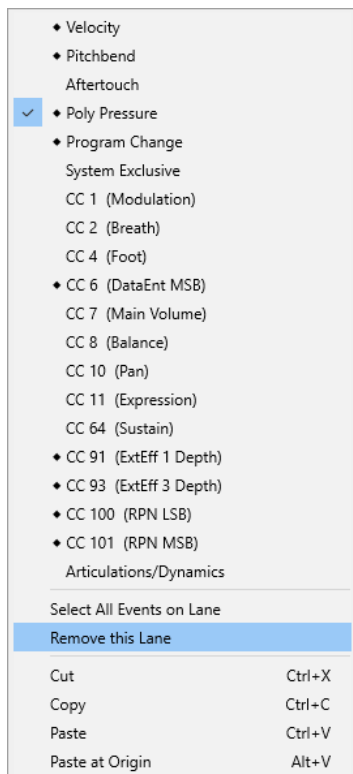 ◆ Velocity
◆ Pitchbend
Aftertouch
✓ ◆ Poly Pressure
◆ Program Change
System Exclusive
CC 1 (Modulation)
CC 2 (Breath)
CC 4 (Foot)
◆ CC 6 (DataEnt MSB)
CC 7 (Main Volume)
CC 8 (Balance)
CC 10 (Pan)
CC 11 (Expression)
CC 64 (Sustain)
◆ CC 91 (ExtEff 1 Depth)
◆ CC 93 (ExtEff 3 Depth)
◆ CC 100 (RPN LSB)
◆ CC 101 (RPN MSB)
Articulations/Dynamics
Select All Events on Lane
Remove this Lane
Cut Ctrl+X
Copy Ctrl+C
Paste Ctrl+V
Paste at Origin Alt+V